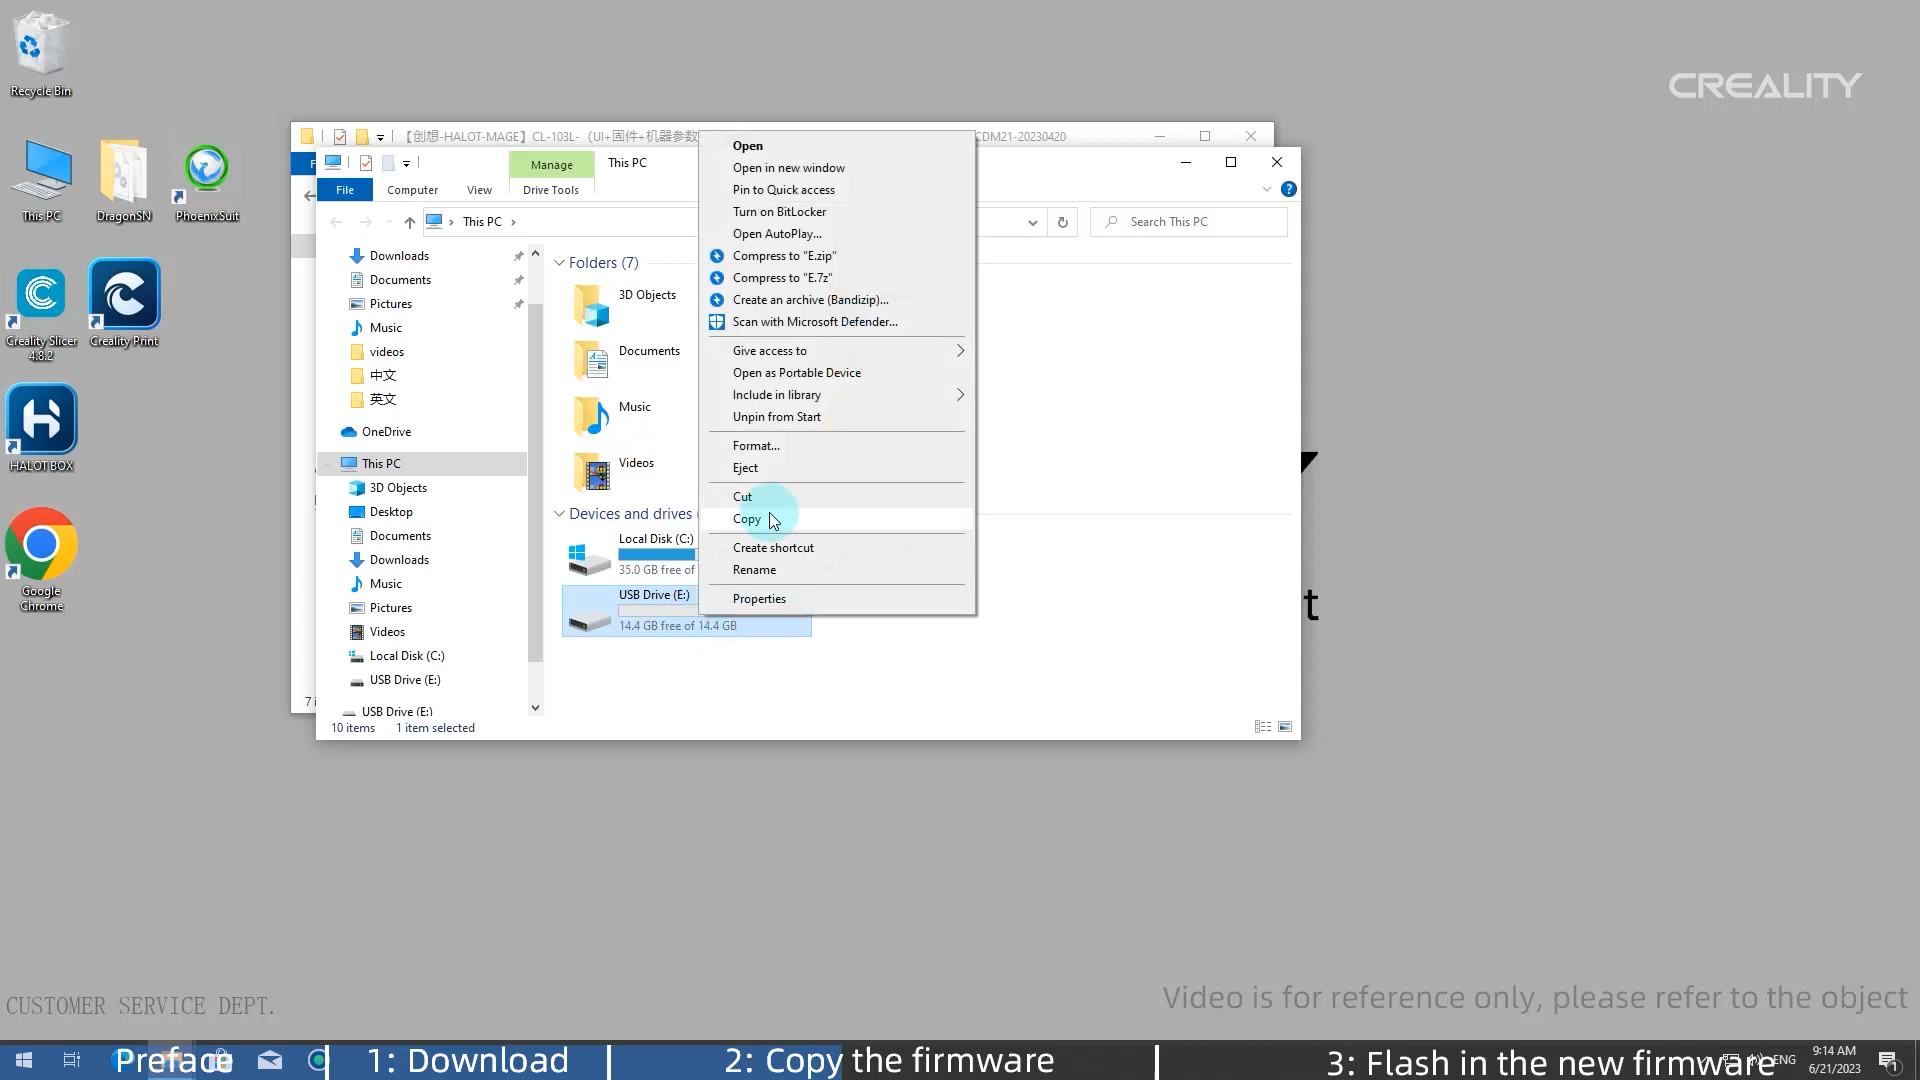 Recycle Bin
This PC
DragonSN
PhoenixSuit
Creality Slicer
4.8.2
Creality Print
HALOT BOX
Google
Chrome
CREALITY
【创想-HALOT-MAGE】CL-103L-（UI+固件+机器参数
CDM21-20230420
Manage
This PC
File
Computer
View
Drive Tools
This PC
Search This PC
Downloads
Documents
Pictures
Music
videos
中文
英文
OneDrive
This PC
3D Objects
Desktop
Documents
Downloads
Music
Pictures
Videos
Local Disk (C:)
USB Drive (E:)
USB Drive (E:)
Folders (7)
3D Objects
Documents
Music
Videos
Devices and drives (
Local Disk (C:)
35.0 GB free of
USB Drive (E:)
14.4 GB free of 14.4 GB
Open
Open in new window
Pin to Quick access
Turn on BitLocker
Open AutoPlay...
Compress to "E.zip"
Compress to "E.7z"
Create an archive (Bandizip)...
Scan with Microsoft Defender...
Give access to
Open as Portable Device
Include in library
Unpin from Start
Format...
Eject
Cut
Copy
Create shortcut
Rename
Properties
10 items
1 item selected
t
CUSTOMER SERVICE DEPT.
Video is for reference only, please refer to the object
Preface
1: Download
2: Copy the firmware
3: Flash in the new firmware
ENG
9:14 AM
6/21/2023